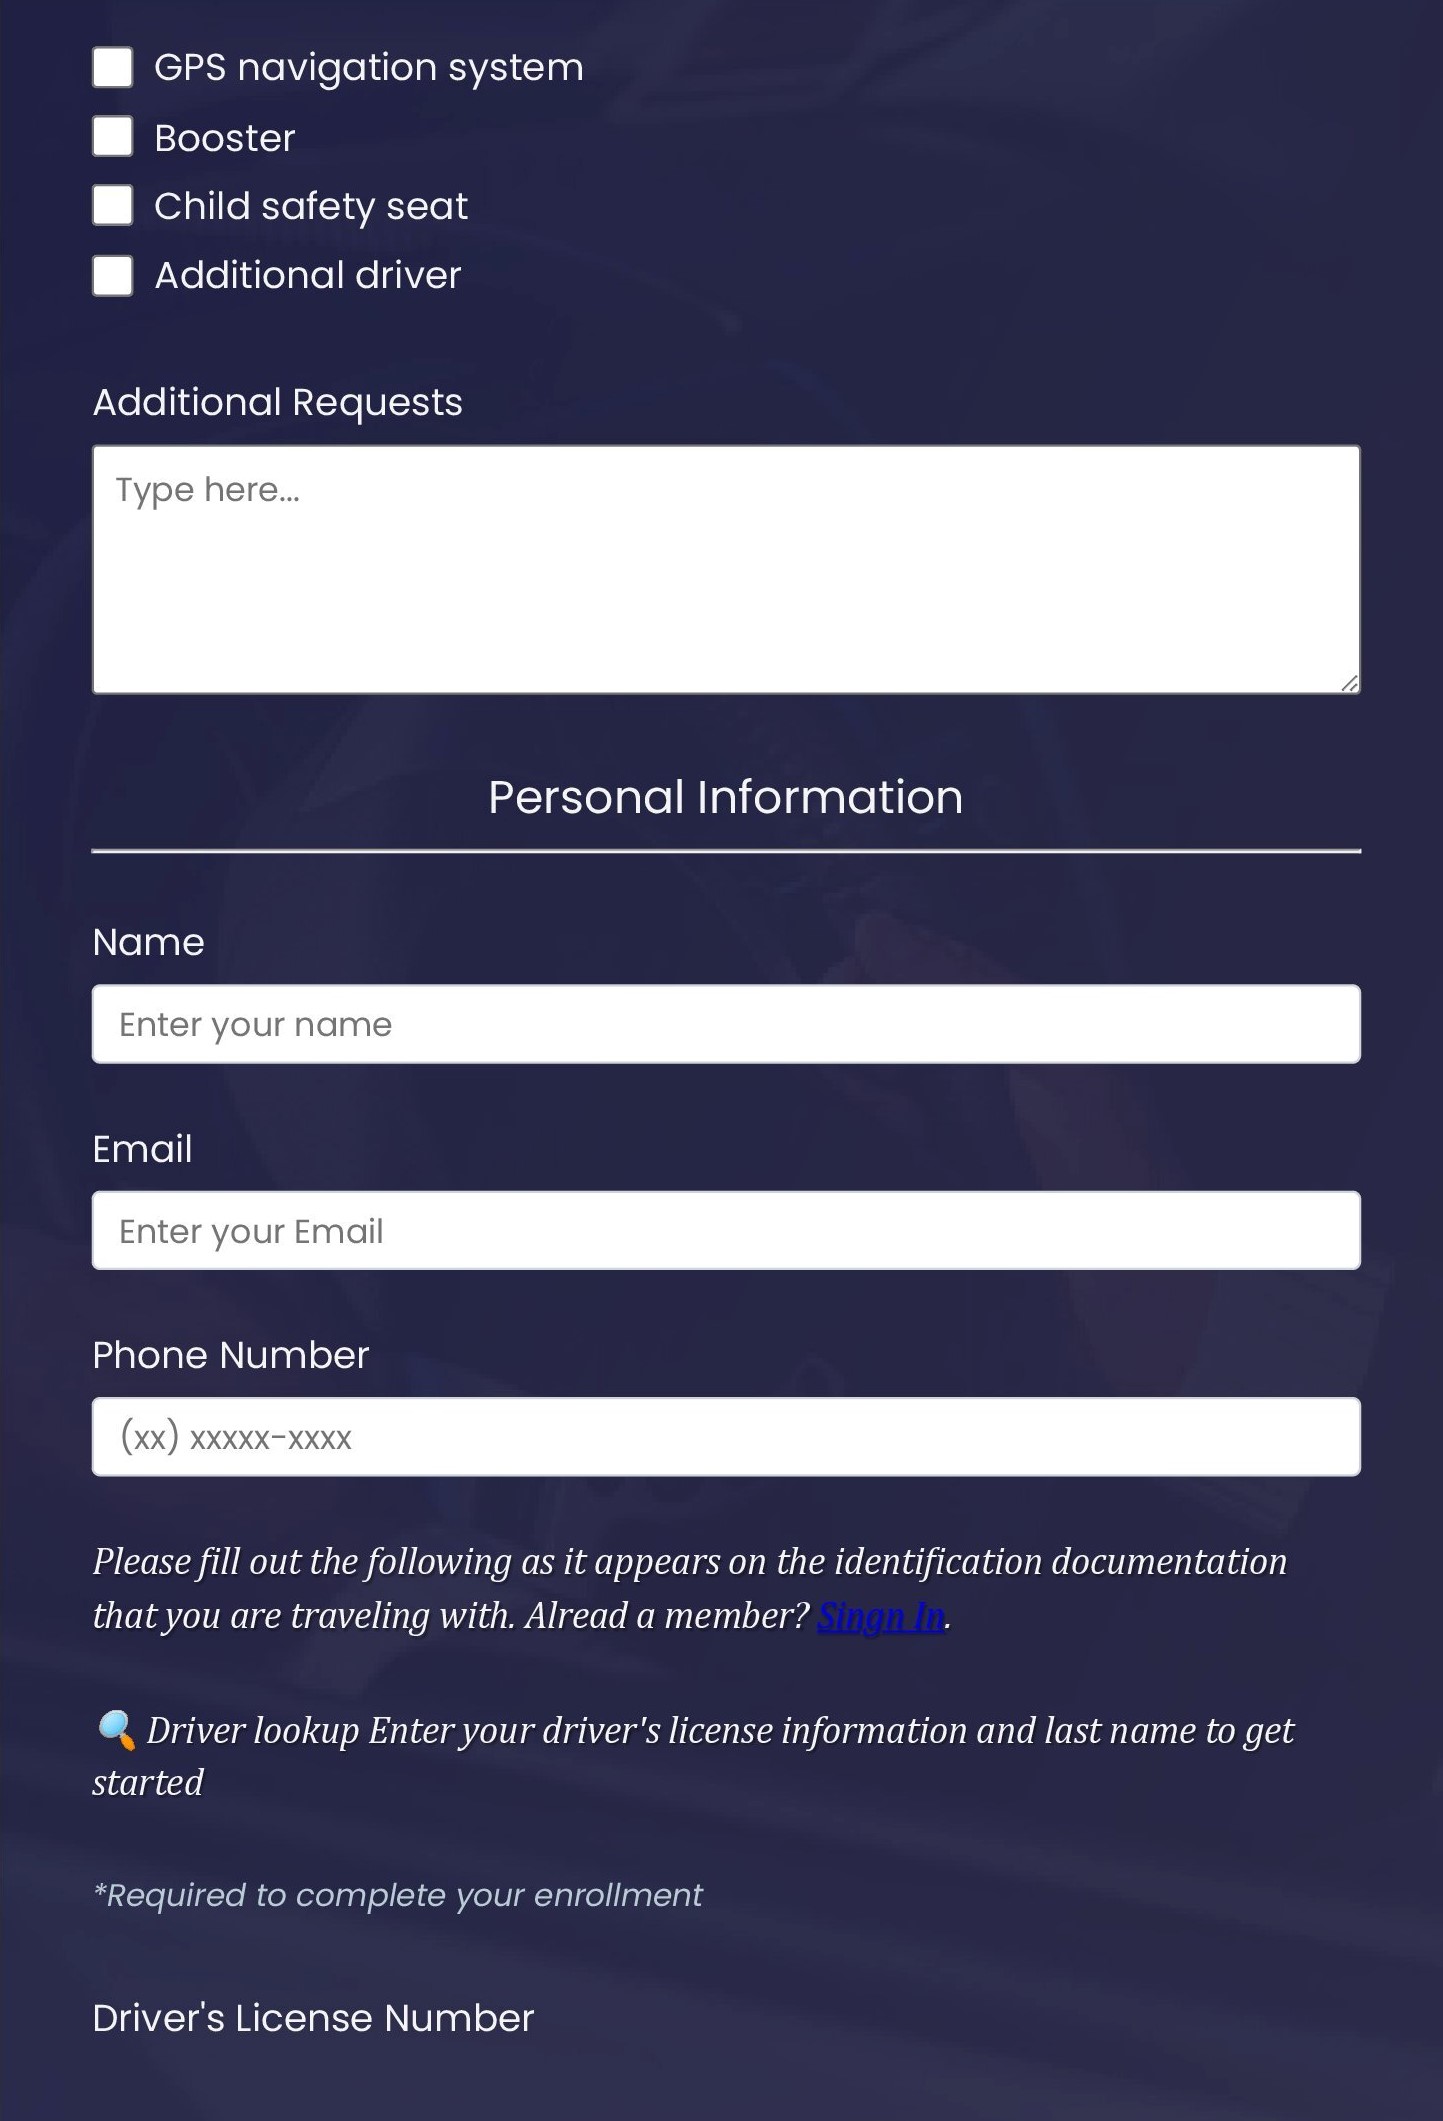 GPS navigation system
Booster
Child safety seat
Additional driver
Additional Requests
Type here...
Personal Information
Name
Enter your name
Email
Enter your Email
Phone Number
(xx) xxxxx-xxxx
Please fill out the following as it appears on the identification documentation
that you are traveling with. Alread a member? Singn In.
🔍 Driver lookup Enter your driver's license information and last name to get
started
*Required to complete your enrollment
Driver's License Number